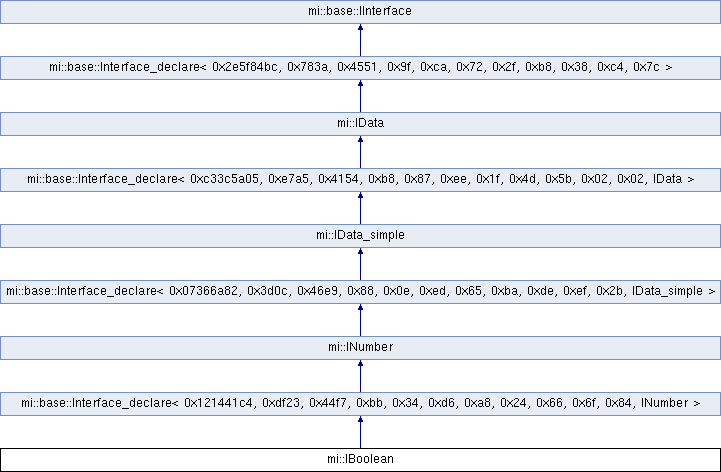 mi::base::IInterface
mi::base::Interface_declare< 0x2e5f84bc, 0x783a, 0x4551, 0x9f, 0xca, 0x72, 0x2f, 0xb8, 0x38, 0xc4, 0x7c >
mi::IData
mi::base::Interface_declare< 0xc33c5a05, 0xe7a5, 0x4154, 0xb8, 0x87, 0xee, 0x1f, 0x4d, 0x5b, 0x02, 0x02, IData >
mi::IData_simple
mi::base::Interface_declare< 0x07366a82, 0x3d0c, 0x46e9, 0x88, 0x0e, 0xed, 0x65, 0xba, 0xde, 0xef, 0x2b, IData_simple >
mi::INumber
mi::base::Interface_declare< 0x121441c4, 0xdf23, 0x44f7, 0xbb, 0x34, 0xd6, 0xa8, 0x24, 0x66, 0x6f, 0x84, INumber >
mi::IBoolean